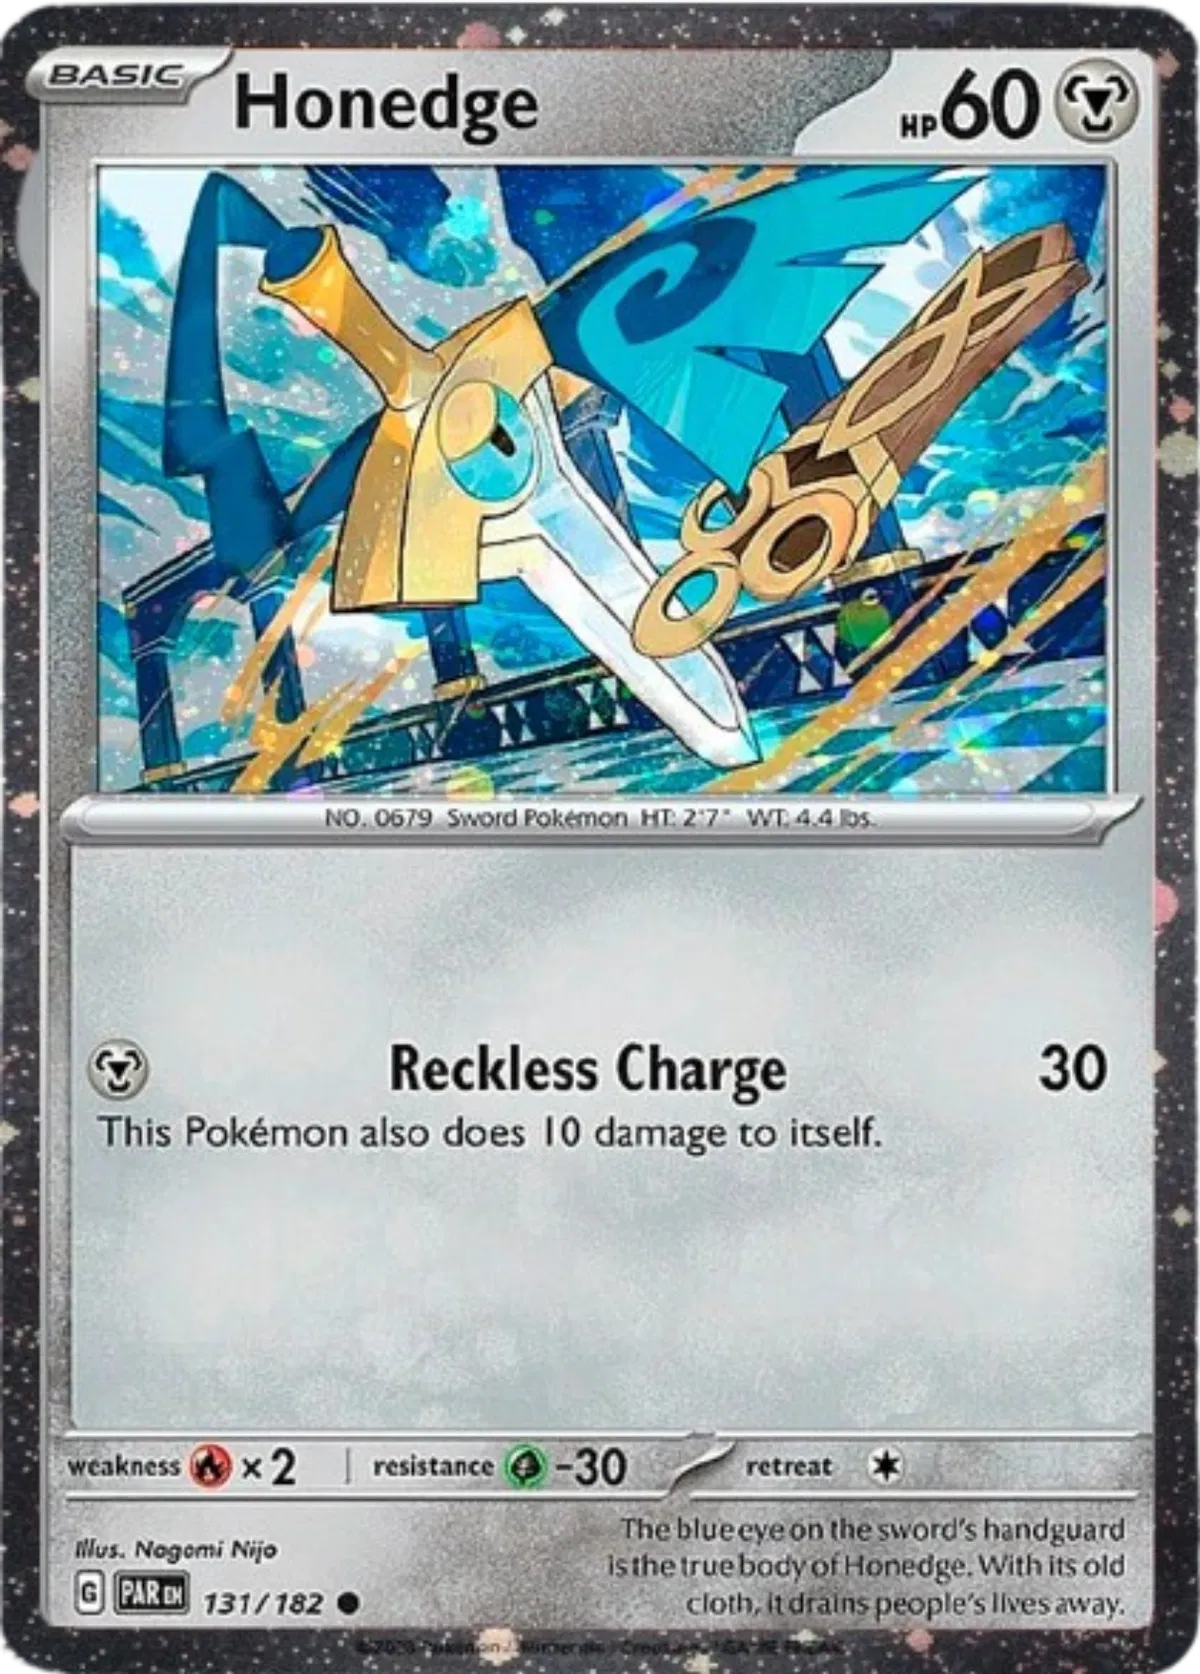 BASIC Honedge HP60
NO. 0679 Sword Pokémon HT: 2'7" WT: 4.4 lbs.
Reckless Charge 30
This Pokémon also does 10 damage to itself.
weakness ×2 resistance -30 retreat
Illus. Nagomi Nijo
G PAR EN 131/182
The blue eye on the sword's handguard
is the true body of Honedge. With its old
cloth, it drains people's lives away.